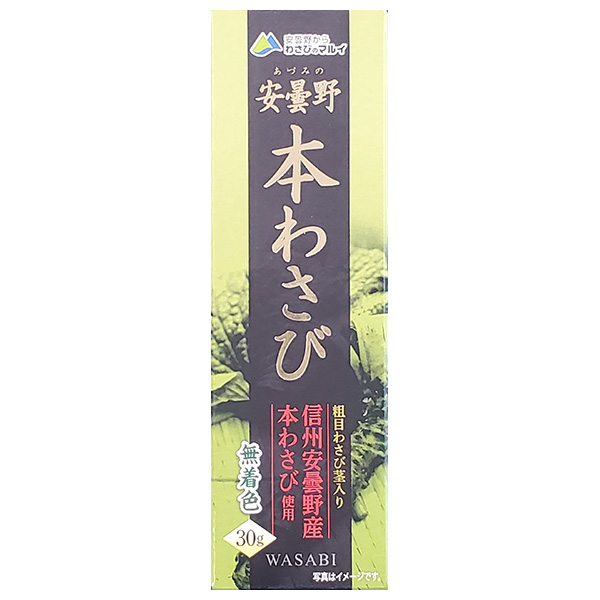 安曇野から
わさびのマルイ
あづみの
安曇野
本わさび
粗目わさび茎入り
信州安曇野産
本わさび使用
無着色
30g
WASABI
写真はイメージです。